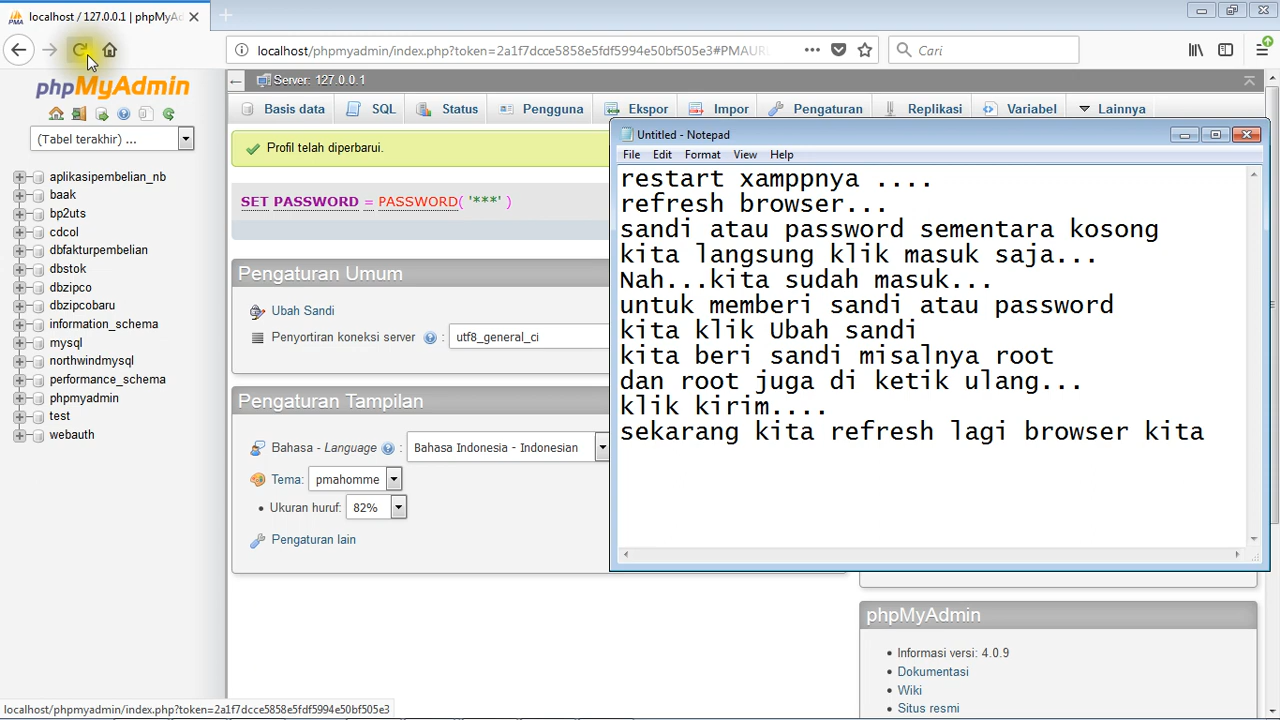 localhost / 127.0.0.1 | phpMyAd
localhost/phpmyadmin/index.php?token=2a1f7dcce5858e5fdf5994e50bf505e3#PMAUR
Cari
phpMyAdmin
(Tabel terakhir) ...
aplikasipembelian_nb
baak
bp2uts
cdcol
dbfakturpembelian
dbstok
dbzipco
dbzipcobaru
information_schema
mysql
northwindmysql
performance_schema
phpmyadmin
test
webauth
Server: 127.0.0.1
Basis data
SQL
Status
Pengguna
Ekspor
Impor
Pengaturan
Replikasi
Variabel
Lainnya
Profil telah diperbarui.
SET PASSWORD = PASSWORD( '***' )
Pengaturan Umum
Ubah Sandi
Penyortiran koneksi server : utf8_general_ci
Pengaturan Tampilan
Bahasa - Language : Bahasa Indonesia - Indonesian
Tema: pmahomme
Ukuran huruf: 82%
Pengaturan lain
Untitled - Notepad
File Edit Format View Help
restart xamppnya ....
refresh browser...
sandi atau password sementara kosong
kita langsung klik masuk saja...
Nah...kita sudah masuk...
untuk memberi sandi atau password
kita klik Ubah sandi
kita beri sandi misalnya root
dan root juga di ketik ulang...
klik kirim....
sekarang kita refresh lagi browser kita
phpMyAdmin
Informasi versi: 4.0.9
Dokumentasi
Wiki
Situs resmi
localhost/phpmyadmin/index.php?token=2a1f7dcce5858e5fdf5994e50bf505e3